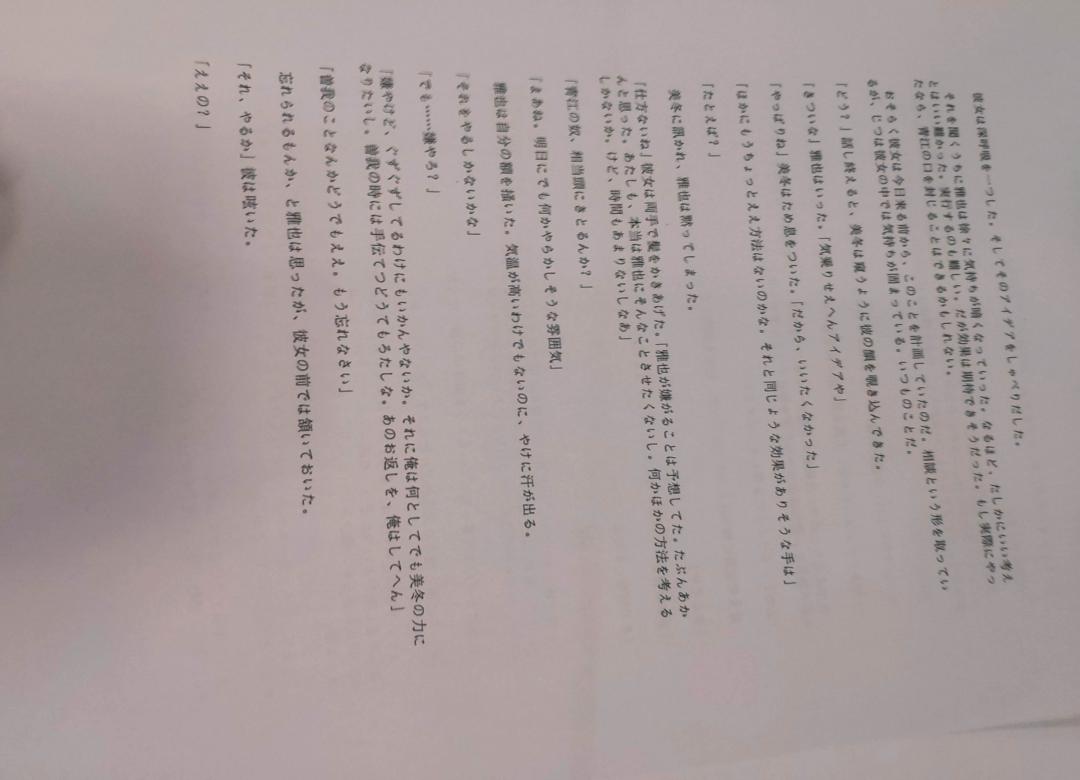 彼女は深呼吸を一つした。そしてそのアイデアをしゃべりだした。
それを聞くうちに雅也は徐々に気持ちが暗くなっていった。なるほど、たしかにいい考え
とはいい難かった。実行するのも難しい。だが効果は期待できそうだった。もし実際にやっ
たなら、青江の口を封じることはできるかもしれない。
おそらく彼女は今日来る前から、このことを計画していたのだ。相談という形を取ってい
るが、じつは彼女の中では気持ちが固まっている。いつものことだ。
「どう？」話し終えると、美冬は窺うように彼の顔を覗き込んできた。
「きついな」雅也はいった。「気乗りせえへんアイデアや」
「やっぱりね」美冬はため息をついた。「だから、いいたくなかった」
「ほかにもうちょっとええ方法はないのかな。それと同じような効果がありそうな手は」
「たとえば？」
美冬に訊かれ、雅也は黙ってしまった。
「仕方ないね」彼女は両手で髪をかきあげた。「雅也が嫌がることは予想してた。たぶんあか
んと思った。あたしも、本当は雅也にそんなことさせたくないし。何かほかの方法を考える
しかないか。けど、時間もあまりないしなあ」
「青江の奴、相当頭にきとるんか？」
「まあね。明日にでも何かやらかしそうな雰囲気」
雅也は自分の額を掻いた。気温が高いわけでもないのに、やけに汗が出る。
「それをやるしかないかな」
「でも……嫌やろ？」
「嫌やけど、ぐずぐずしてるわけにもいかんやないか。それに俺は何としてでも美冬の力に
なりたいし。曽我の時には手伝てつどうてもろたしな。あのお返しを、俺はしてへん」
「曽我のことなんかどうでもええ。もう忘れなさい」
忘れられるもんか、と雅也は思ったが、彼女の前では頷いておいた。
「それ、やるか」彼は呟いた。
「ええの？」